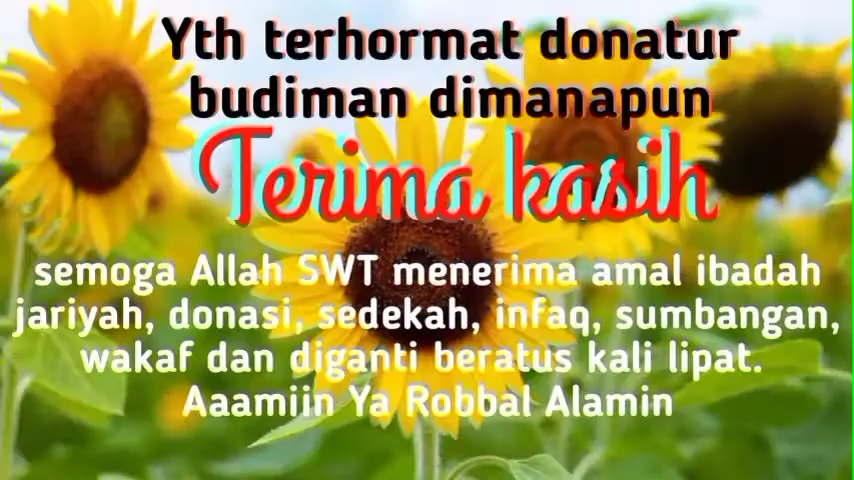 Yth terhormat donatur
budiman dimanapun
Terima kasih
semoga Allah SWT menerima amal ibadah
jariyah, donasi, sedekah, infaq, sumbangan,
wakaf dan diganti beratus kali lipat.
Aaamiin Ya Robbal Alamin